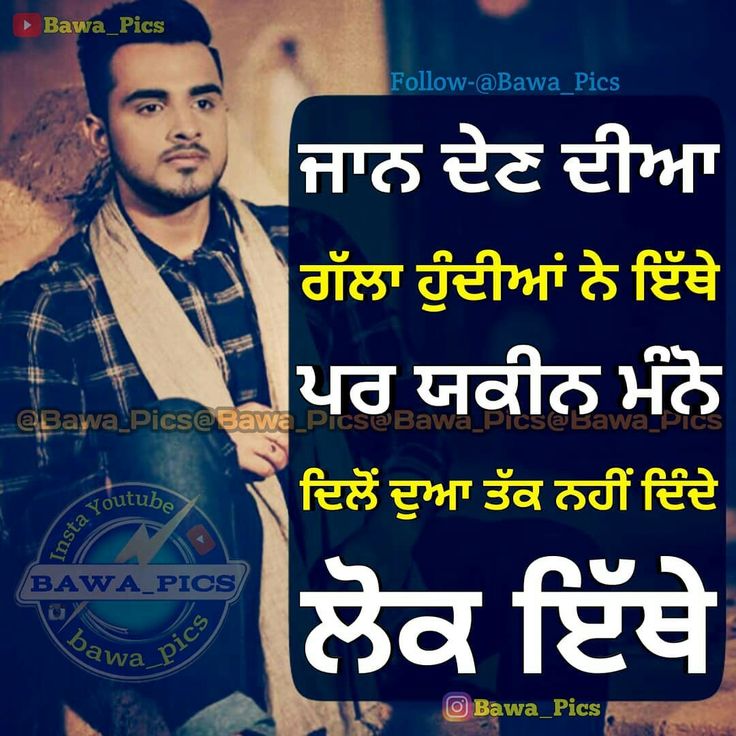 Bawa_Pics
Follow-@Bawa_Pics
ਜਾਨ ਦੇਣ ਦੀਆ
ਗੱਲਾ ਹੁੰਦੀਆਂ ਨੇ ਇੱਥੇ
ਪਰ ਯਕੀਨ ਮੰਨੋ
@Bawa_Pics@Bawa_Pics@Bawa_Pics@Bawa_Pics
ਦਿਲੋਂ ਦੁਆ ਤੱਕ ਨਹੀਂ ਦਿੰਦੇ
ਲੋਕ ਇੱਥੇ
Insta Youtube
BAWA_PICS
bawa_pics
Bawa_Pics